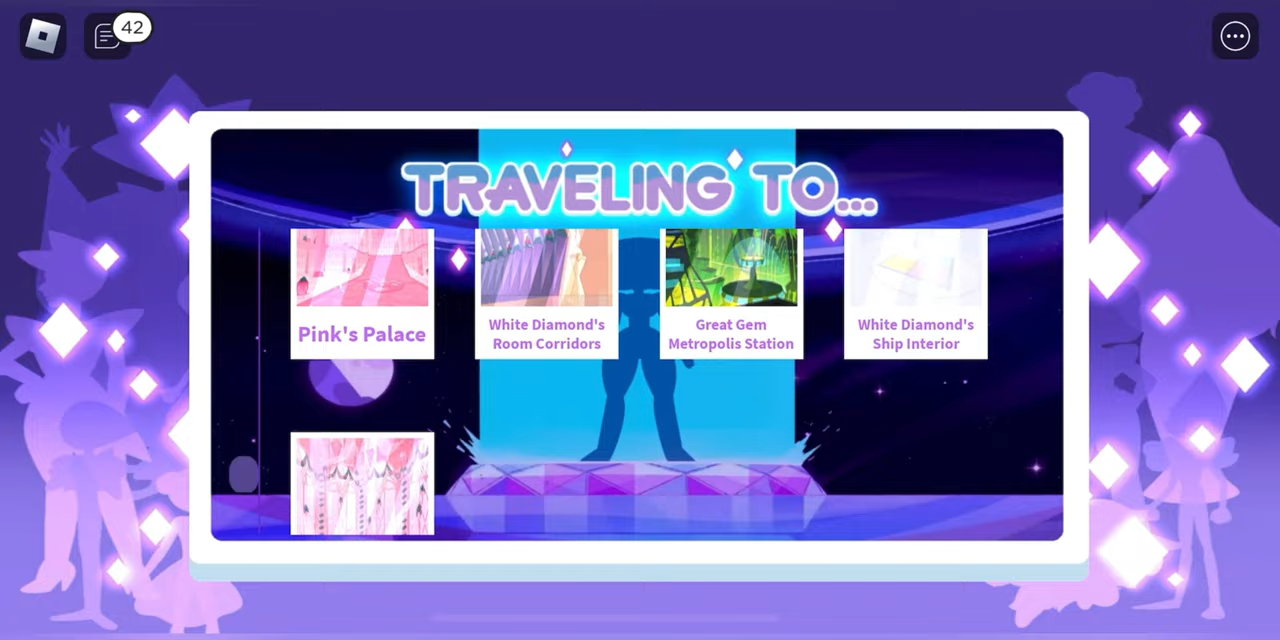 42
TRAVELING TO...
Pink's Palace
White Diamond's
Room Corridors
Great Gem
Metropolis Station
White Diamond's
Ship Interior